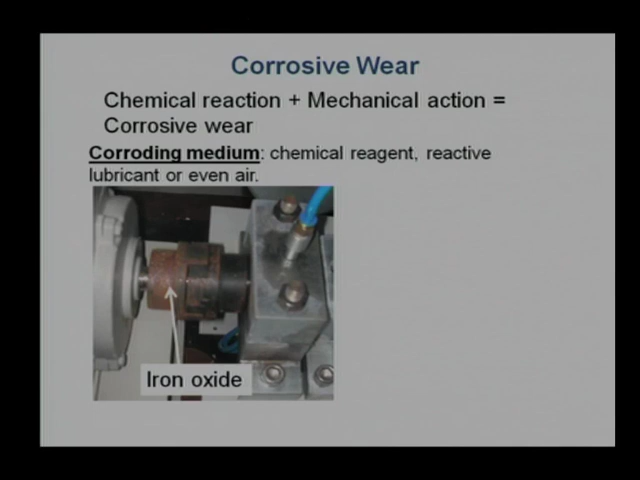 Corrosive Wear
Chemical reaction + Mechanical action =
Corrosive wear
Corroding medium: chemical reagent, reactive
lubricant or even air.
Iron oxide